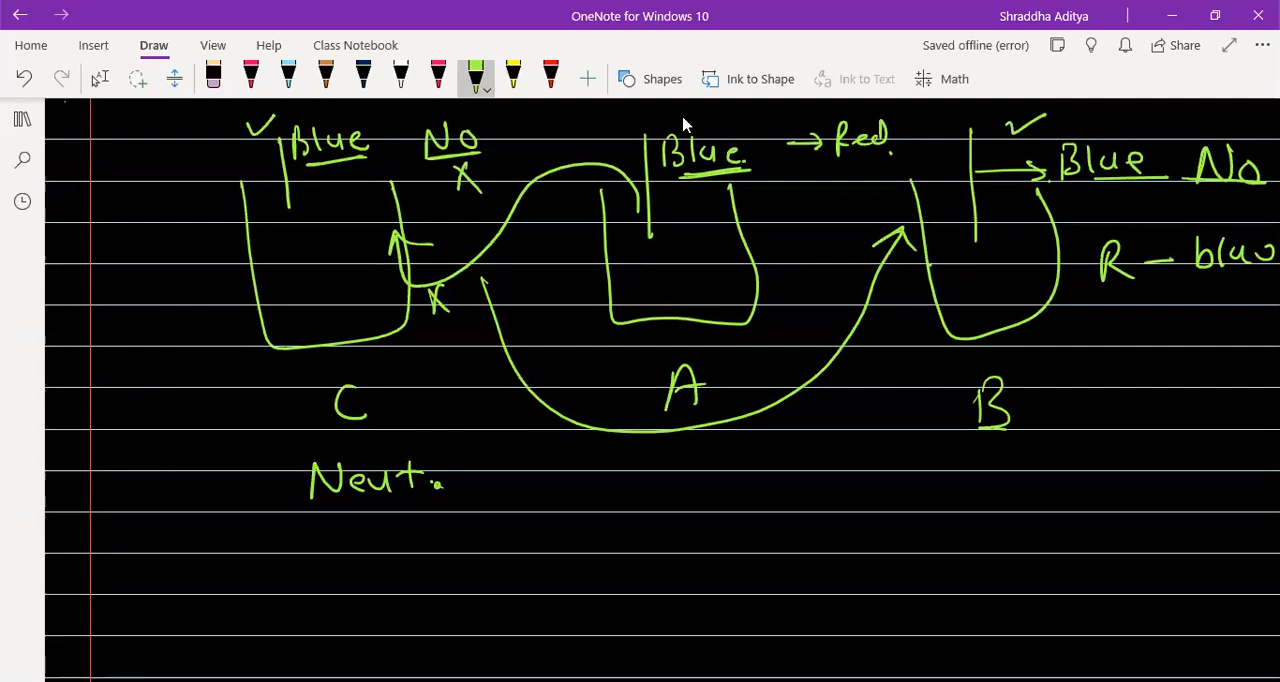 OneNote for Windows 10
Shraddha Aditya
Home Insert Draw View Help Class Notebook
Saved offline (error)
Share
Shapes
Ink to Shape
Ink to Text
Math
Blue No
x
Blue → Red.
→ Blue No
R - blue
x
C
A
B
Neut